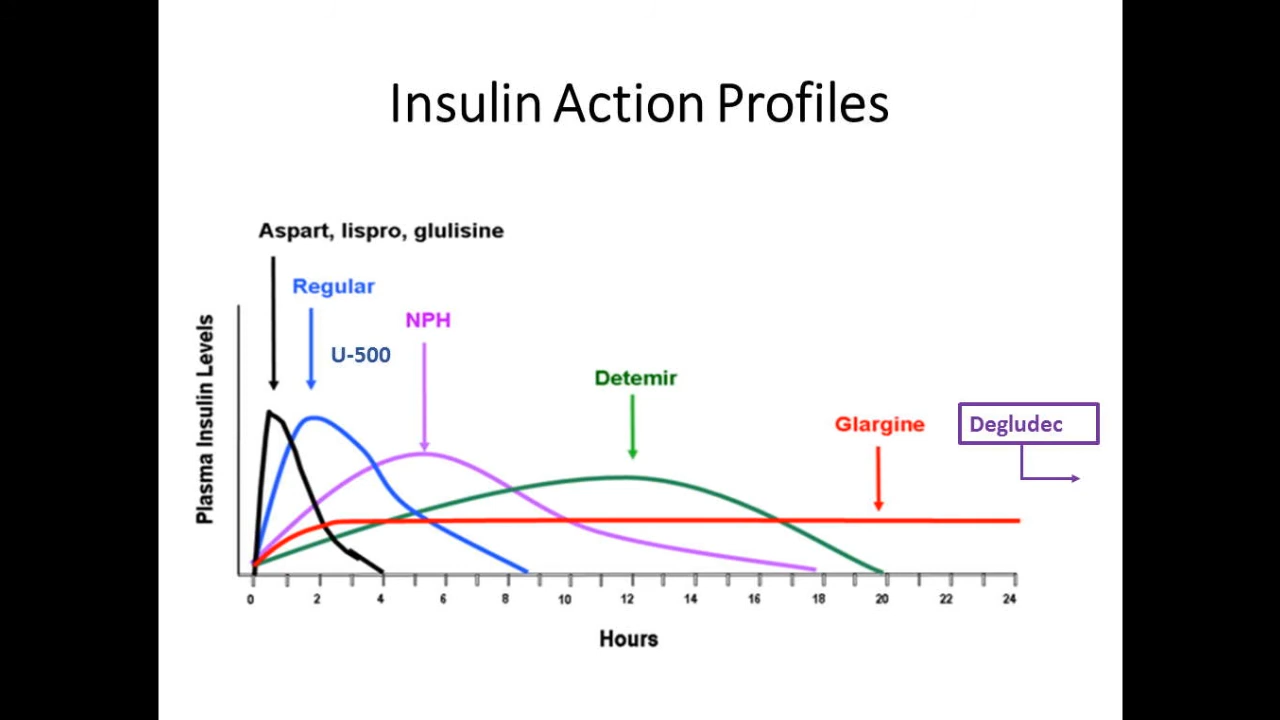 Insulin Action Profiles
Aspart, lispro, glulisine
Regular
NPH
U-500
Detemir
Glargine
Degludec
Plasma Insulin Levels
0 2 4 6 8 10 12 14 16 18 20 22 24
Hours